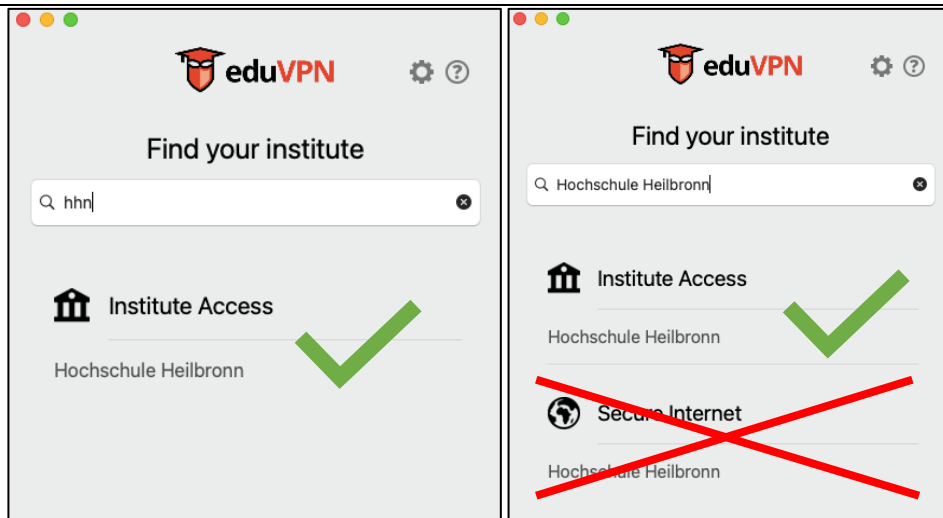 eduVPN
Find your institute
hhn
Institute Access
Hochschule Heilbronn
eduVPN
Find your institute
Hochschule Heilbronn
Institute Access
Hochschule Heilbronn
Secure Internet
Hochschule Heilbronn